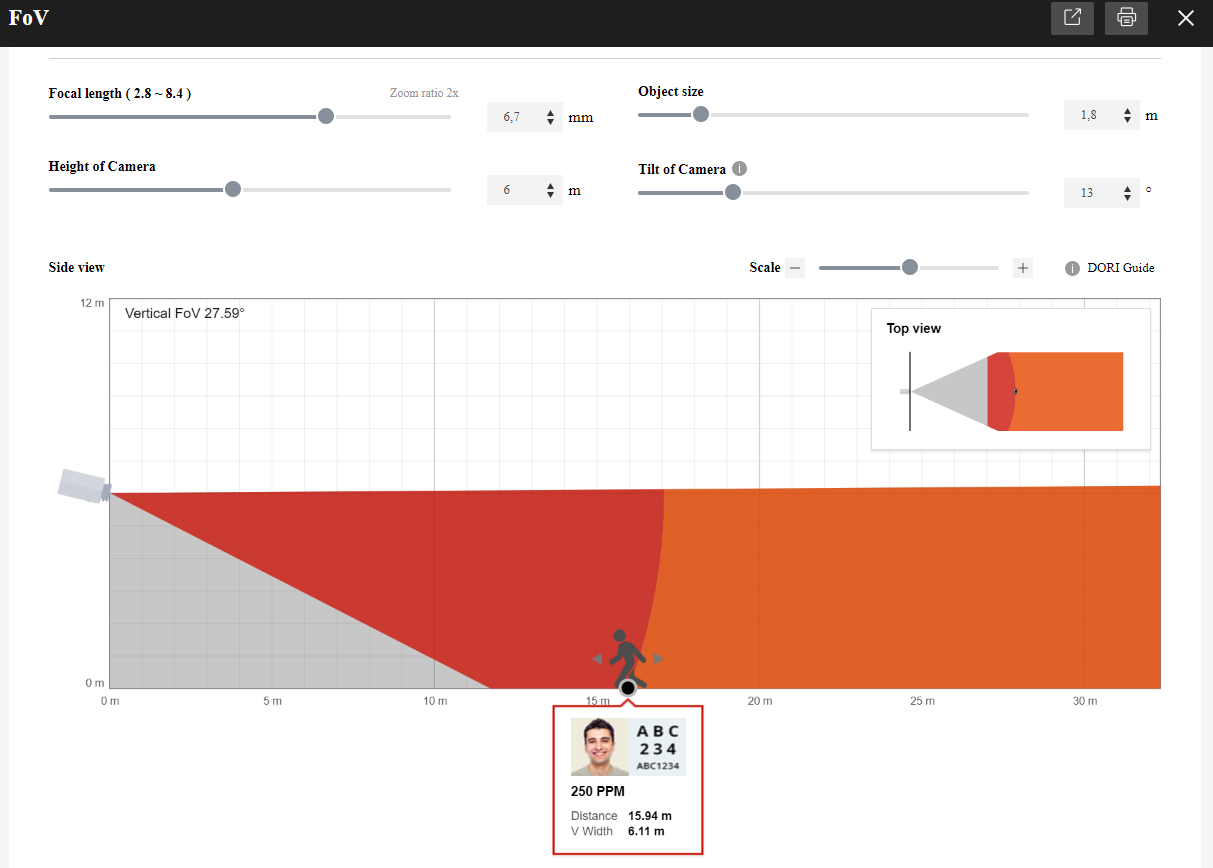 FoV
Focal length ( 2.8 ~ 8.4 )
Zoom ratio 2x
6,7 mm
Object size
1,8 m
Height of Camera
6 m
Tilt of Camera
13 °
Side view
Scale
DORI Guide
12 m
Vertical FoV 27.59°
Top view
0 m
0 m 5 m 10 m 15 m 20 m 25 m 30 m
A B C
2 3 4
ABC1234
250 PPM
Distance 15.94 m
V Width 6.11 m